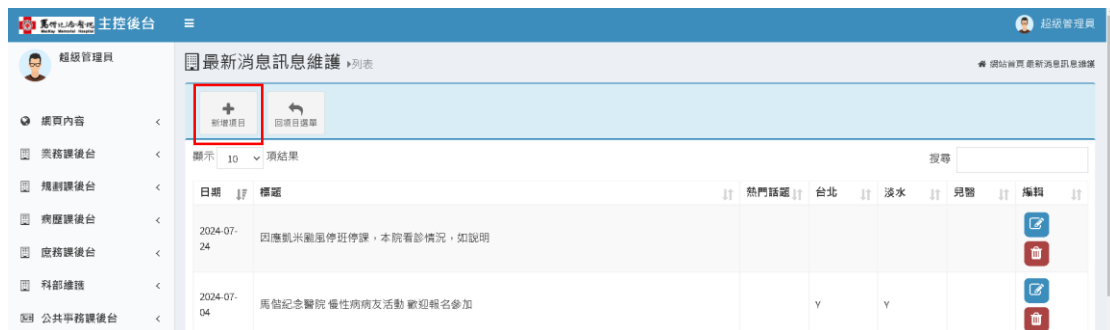 馬偕紀念醫院 主控後台
超級管理員
超級管理員
最新消息訊息維護 列表
網站首頁 最新消息訊息維護
新增項目
回項目選單
網頁內容
業務課後台
規劃課後台
病歷課後台
庶務課後台
科部維護
公共事務課後台
顯示 10 項結果
搜尋
日期 標題 熱門話題 台北 淡水 兒醫 編輯
2024-07-24 因應凱米颱風停班停課,本院看診情況,如說明
2024-07-04 馬偕紀念醫院 慢性病病友活動 歡迎報名參加 Y Y